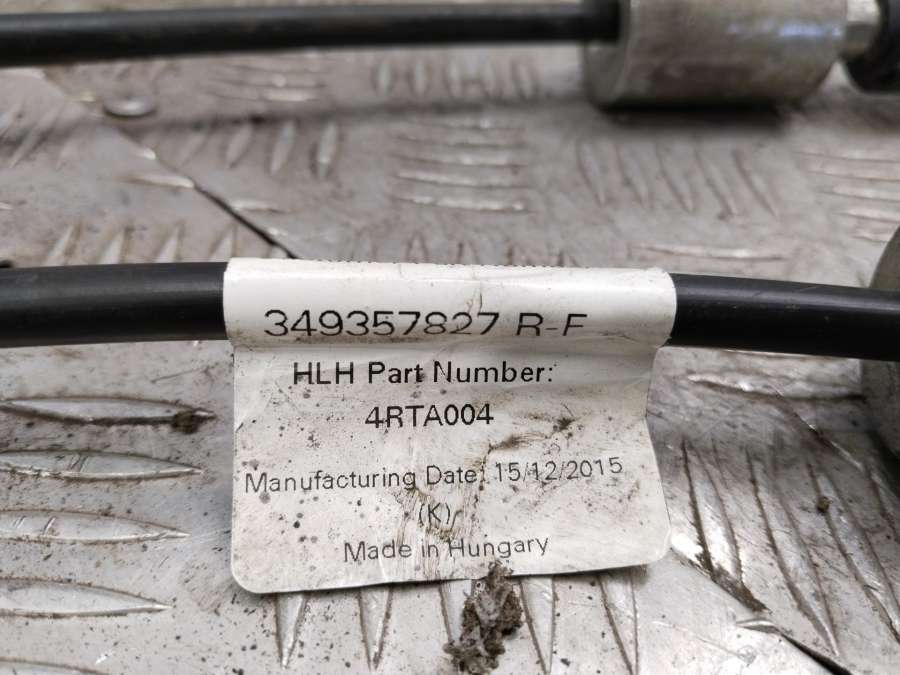 349357827 R-E
HLH Part Number:
4RTA004
Manufacturing Date: 15/12/2015
(K)
Made in Hungary